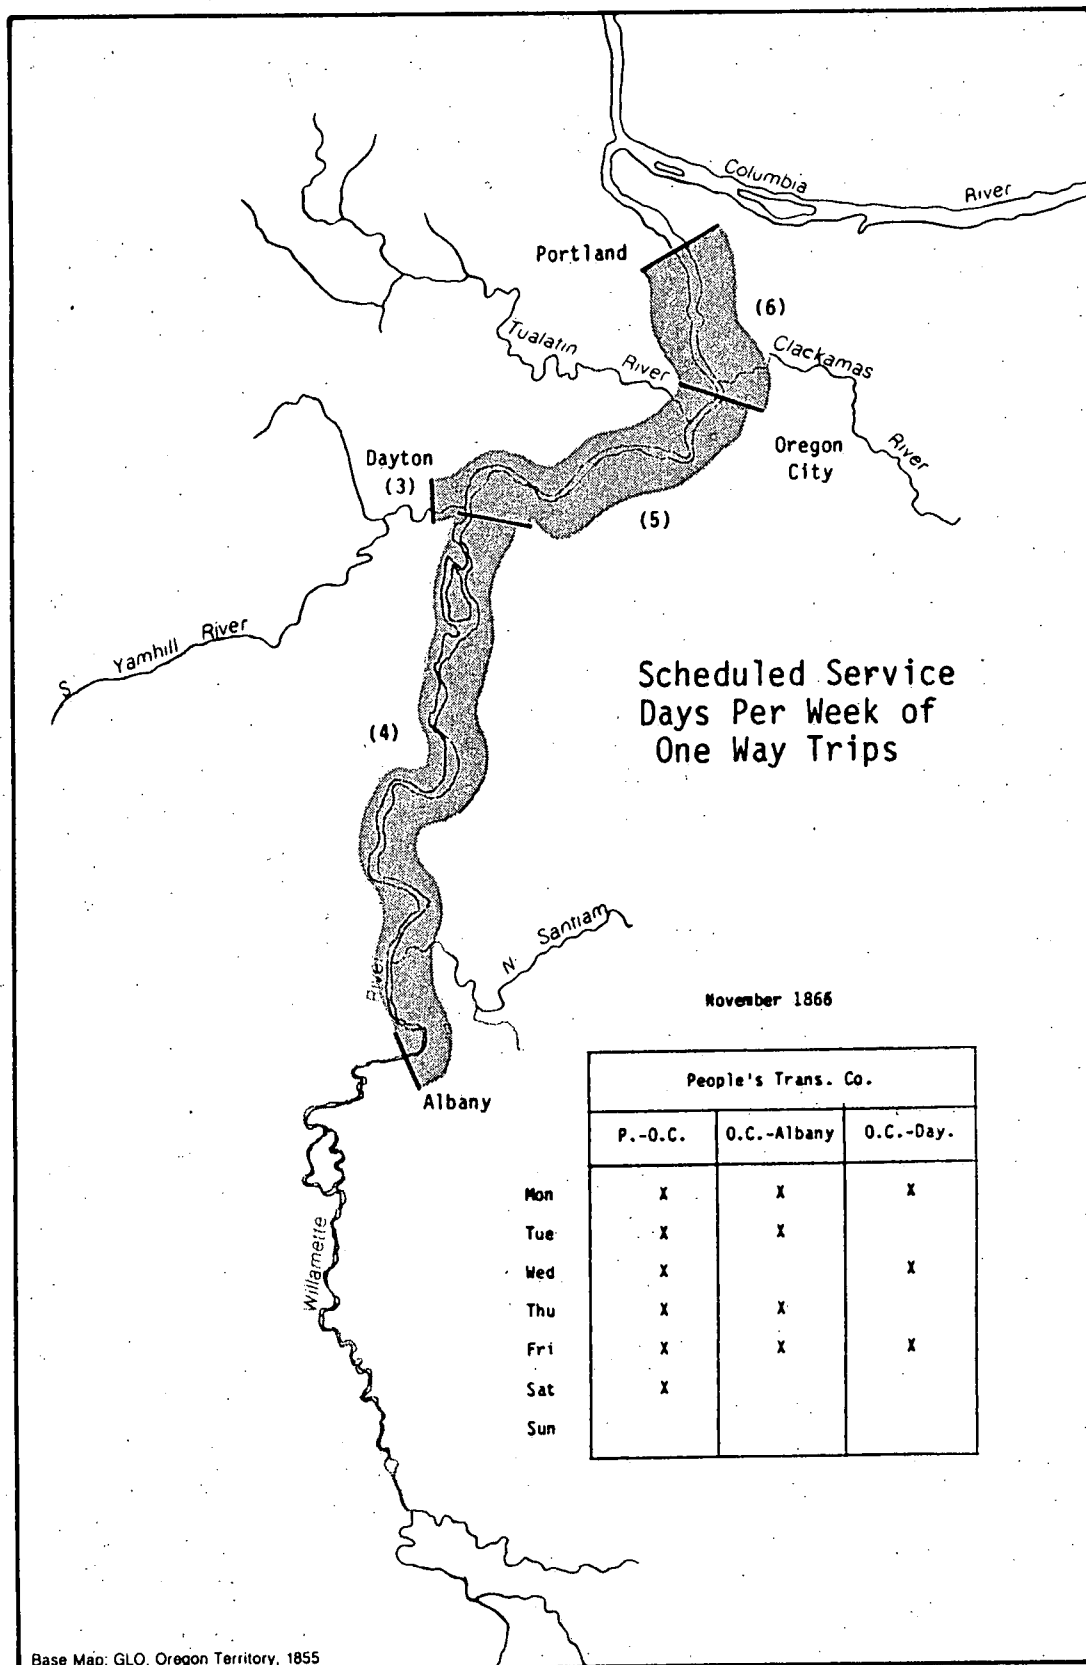 Columbia River
Portland
(6)
Tualatin River
Clackamas River
Dayton
(3)
Oregon
City
(5)
S. Yamhill River
Scheduled Service
Days Per Week of
One Way Trips
(4)
N. Santiam
River
November 1866
Albany
People's Trans. Co.
P.-O.C. O.C.-Albany O.C.-Day.
Mon X X X
Tue X X
Wed X X
Thu X X
Fri X X X
Sat X
Sun
Willamette
Base Map: GLO, Oregon Territory, 1855